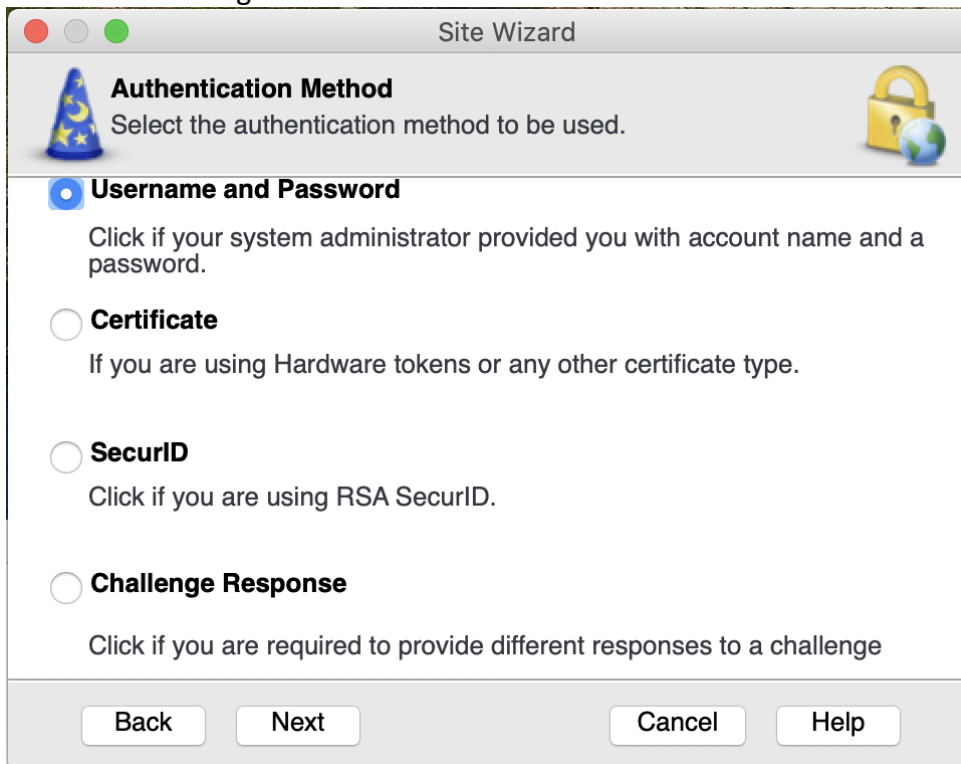 Site Wizard
Authentication Method
Select the authentication method to be used.
Username and Password
Click if your system administrator provided you with account name and a
password.
Certificate
If you are using Hardware tokens or any other certificate type.
SecurID
Click if you are using RSA SecurID.
Challenge Response
Click if you are required to provide different responses to a challenge
Back Next Cancel Help